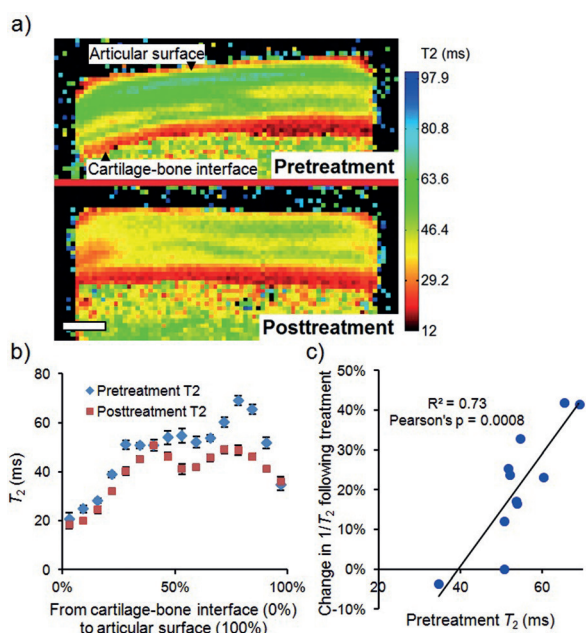 a)
Articular surface
T2 (ms)
97.9
80.8
63.6
46.4
29.2
12
Cartilage-bone interface
Pretreatment
Posttreatment
b)
Pretreatment T2
Posttreatment T2
T2 (ms)
80
60
40
20
0
0%
50%
100%
From cartilage-bone interface (0%)
to articular surface (100%)
c)
R² = 0.73
Pearson's p = 0.0008
Change in 1/T2 following treatment
50%
40%
30%
20%
10%
0%
-10%
20
40
60
Pretreatment T2 (ms)